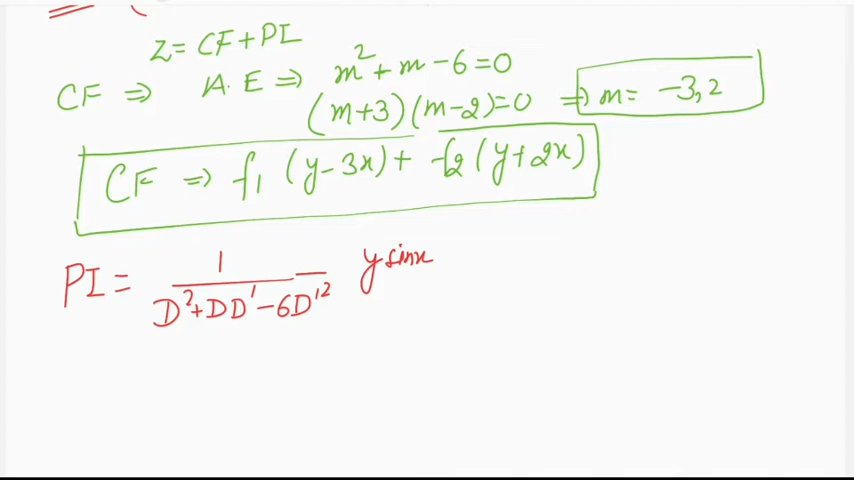 Z = CF + PI
CF ⇒ A.E ⇒ m² + m - 6 = 0
(m+3)(m-2) = 0 ⇒ m = -3, 2
CF ⇒ f₁ (y-3x) + f₂ (y+2x)
PI = 1 / (D² + DD' - 6D'²) y sinx